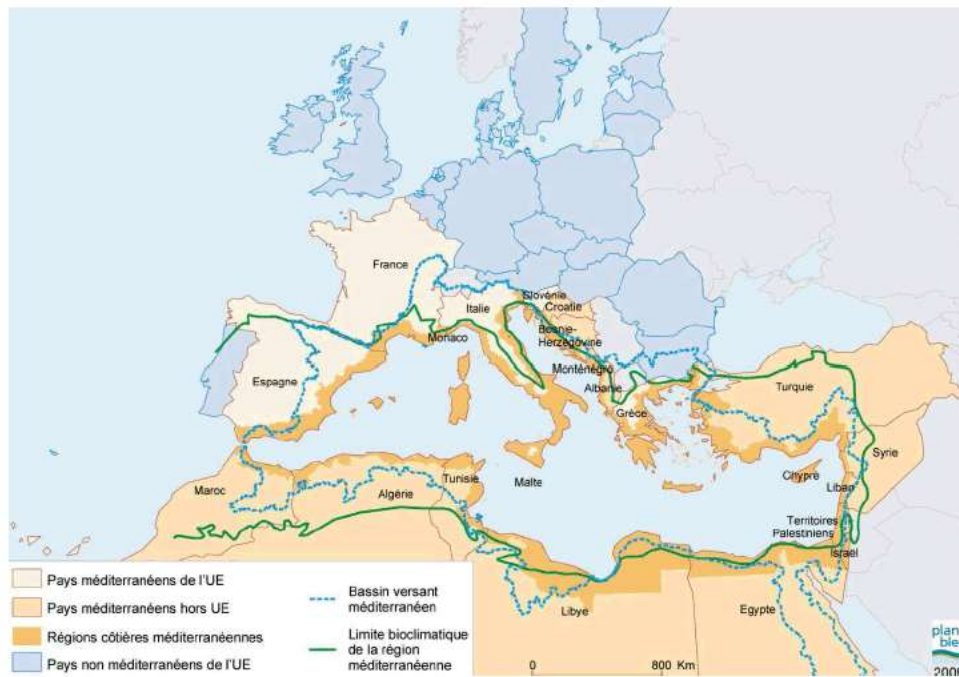 France
Slovénie
Croatie
Italie
Bosnie-
Herzégovine
Monaco
Monténégro
Albanie
Espagne
Grèce
Turquie
Syrie
Chypre
Liban
Malte
Maroc
Algérie
Tunisie
Territoires
Palestiniens
Israël
Libye
Egypte
Pays méditerranéens de l'UE
Pays méditerranéens hors UE
Régions côtières méditerranéennes
Pays non méditerranéens de l'UE
Bassin versant
méditerranéen
Limite bioclimatique
de la région
méditerranéenne
0 800 Km
plan
ble